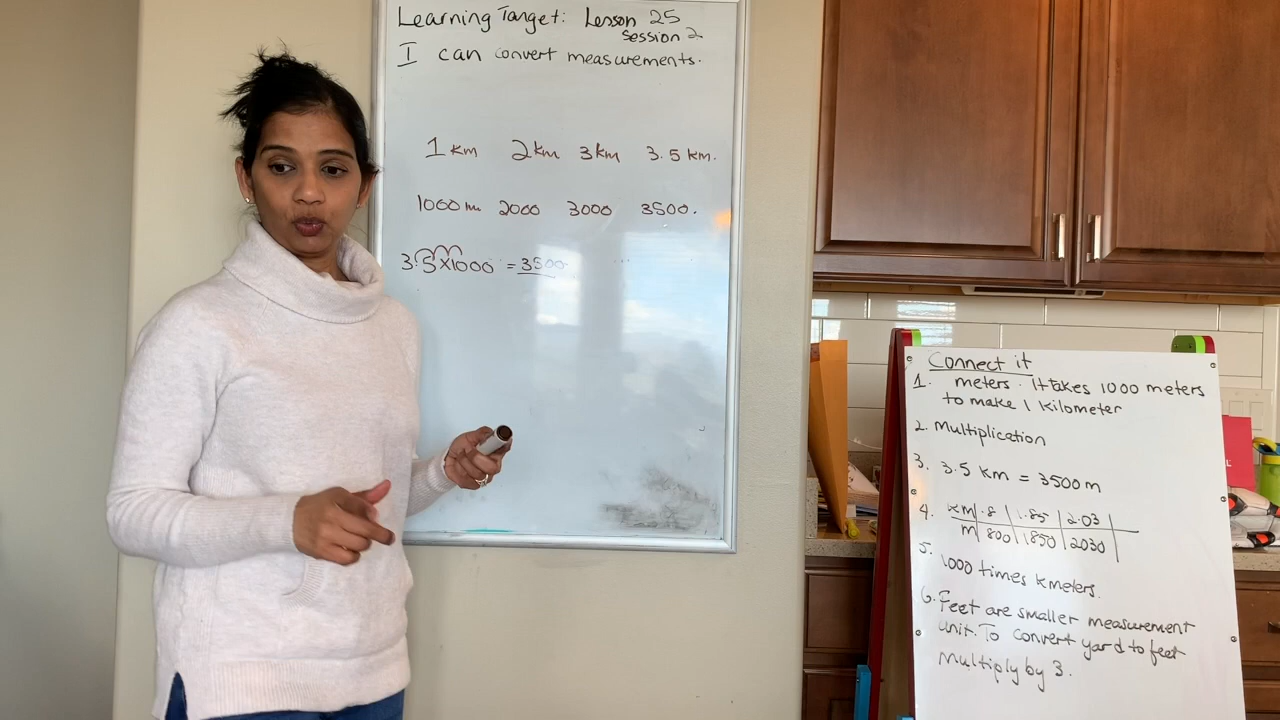 Learning Target: Lesson 25
Session 2
I can convert measurements.
1 km 2 km 3 km 3.5 km.
1000 m 2000 3000 3500.
3.5x1000 = 3500
Connect it
1. meters. It takes 1000 meters
to make 1 kilometer
2. Multiplication
3. 3.5 km = 3500 m
4. km .8 1.85 2.03
m 800 1850 2030
5. 1000 times k meters.
6. Feet are smaller measurement
unit. To convert yard to feet
multiply by 3.